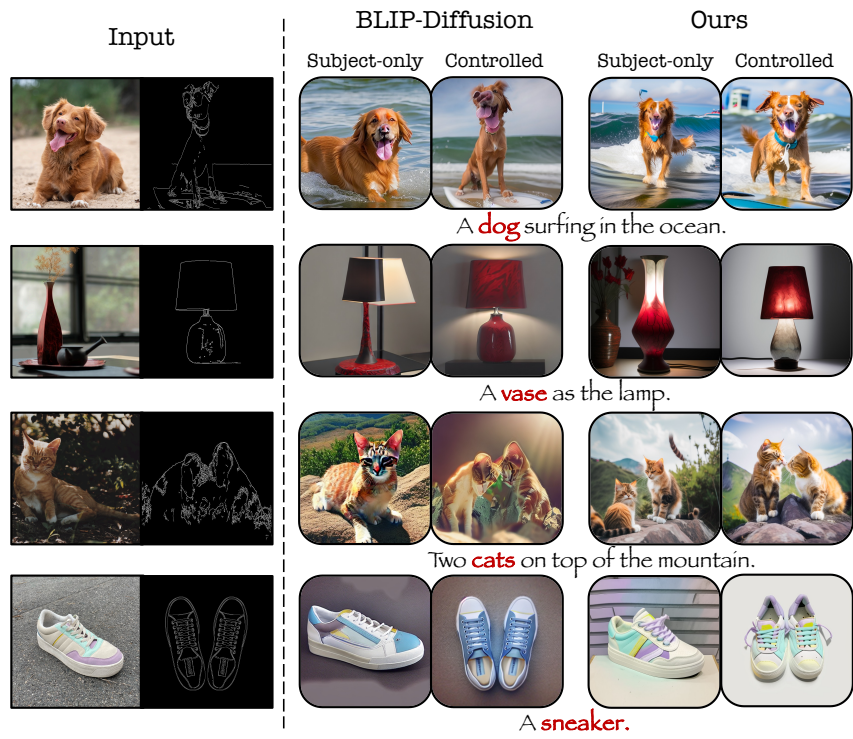 Input
BLIP-Diffusion
Ours
Subject-only
Controlled
Subject-only
Controlled
A dog surfing in the ocean.
A vase as the lamp.
Two cats on top of the mountain.
A sneaker.